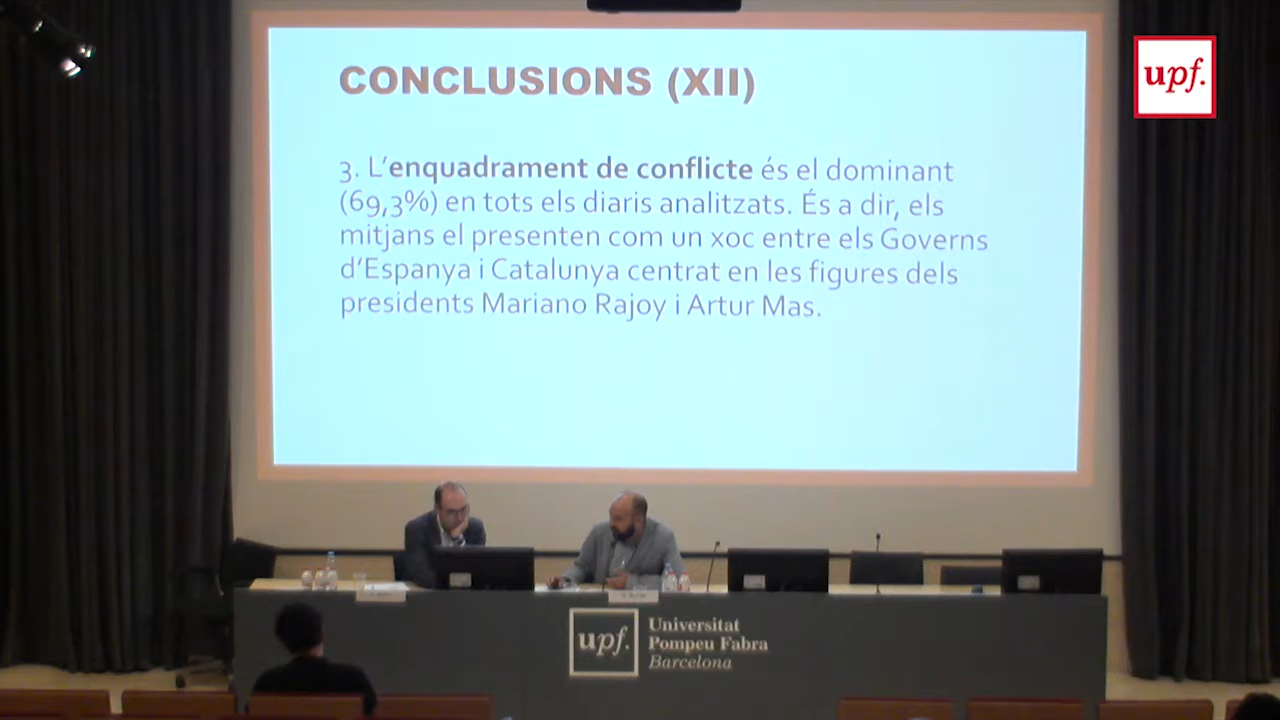 CONCLUSIONS (XII)
3. L'enquadrament de conflicte és el dominant
(69,3%) en tots els diaris analitzats. És a dir, els
mitjans el presenten com un xoc entre els Governs
d'Espanya i Catalunya centrat en les figures dels
presidents Mariano Rajoy i Artur Mas.
upf.
upf.
Universitat
Pompeu Fabra
Barcelona